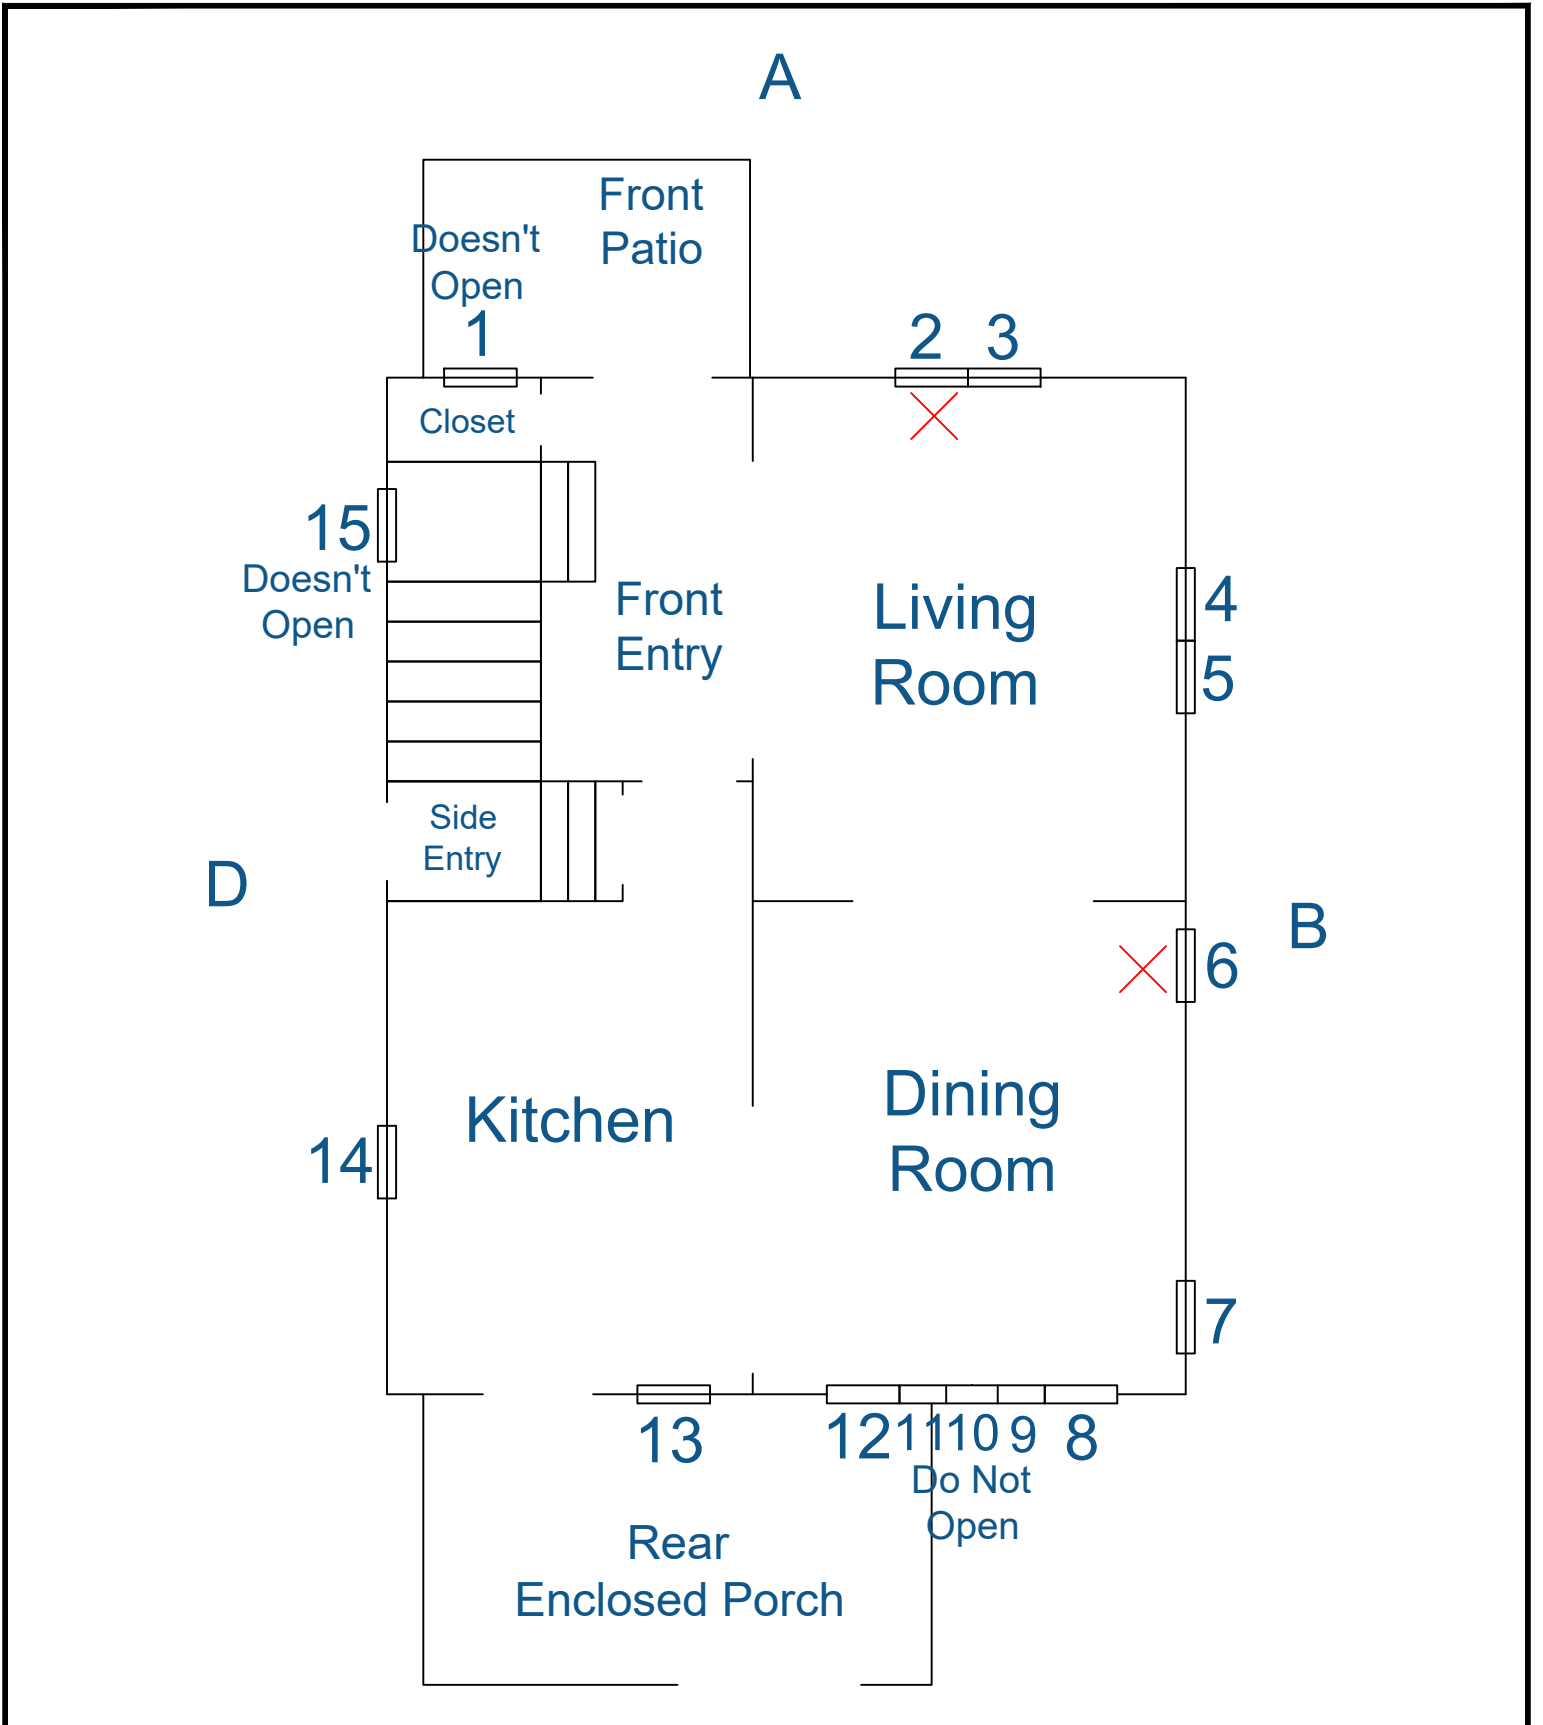 A
Front
Patio
Doesn't
Open
1
2
3
Closet
15
Doesn't
Open
Front
Entry
Living
Room
4
5
Side
Entry
D
B
6
Kitchen
Dining
Room
14
7
13
12
11
10
9
8
Do Not
Open
Rear
Enclosed Porch